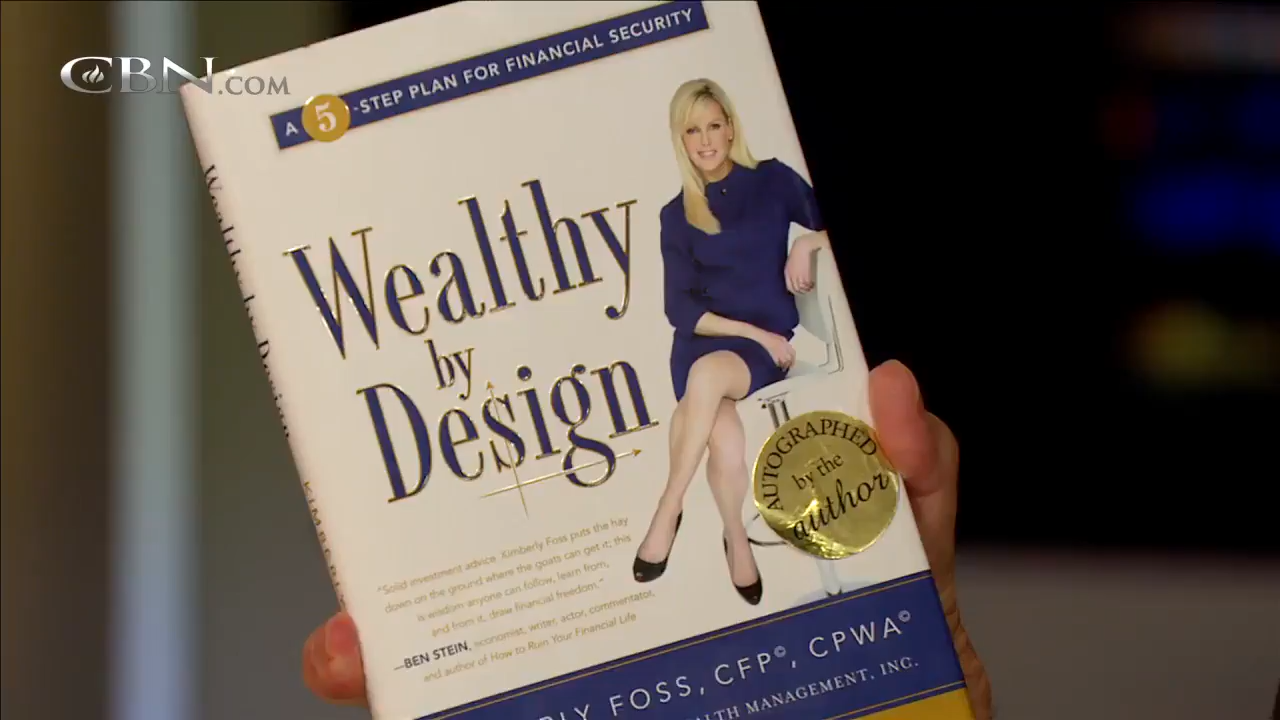 CBN.COM
A 5-STEP PLAN FOR FINANCIAL SECURITY
Wealthy
by
Design
Wealthy by Design
AUTOGRAPHED
by the
author
"Solid investment advice. Kimberly Foss puts the hay
down on the ground where the goats can get it; this
is wisdom anyone can follow, learn from,
and from it, draw financial freedom."
—BEN STEIN, economist, writer, actor, commentator,
and author of How to Ruin Your Financial Life
FOSS, CFP©, CPWA©
MANAGEMENT, INC.